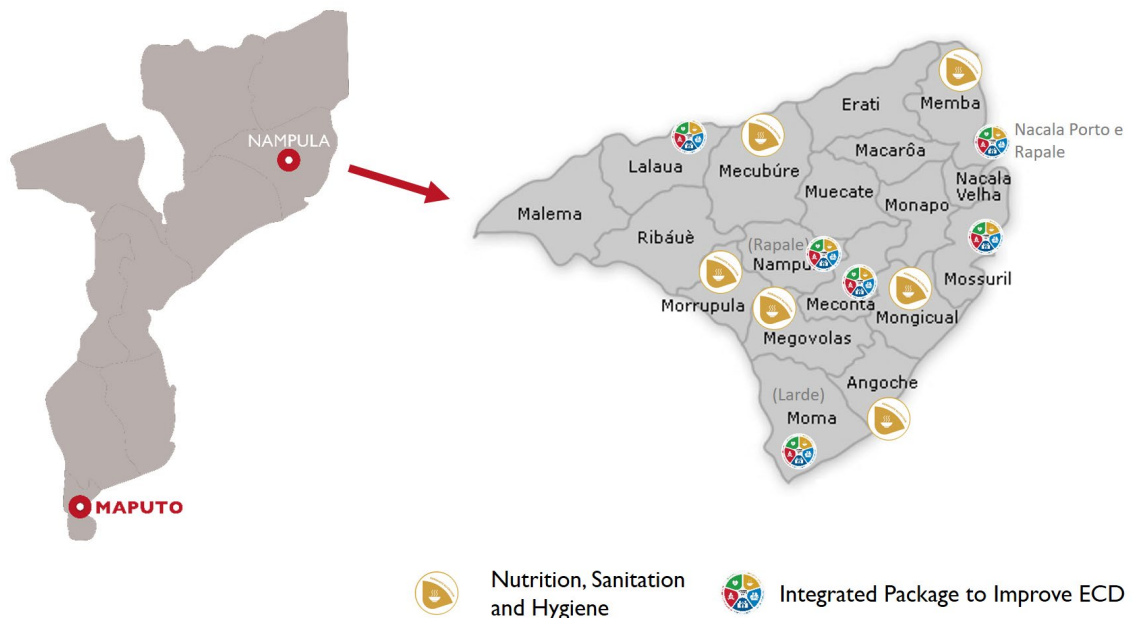 NAMPULA
MAPUTO
Erati
Memba
Nacala Porto e
Rapale
Lalaua
Mecubúre
Macarôa
Nacala
Velha
Muecate
Monapo
Malema
Ribáuè
(Rapale)
Mossuril
Morrupula
Meconta
Mongicual
Megovolas
Angoche
(Larde)
Moma
Nutrition, Sanitation
and Hygiene
Integrated Package to Improve ECD